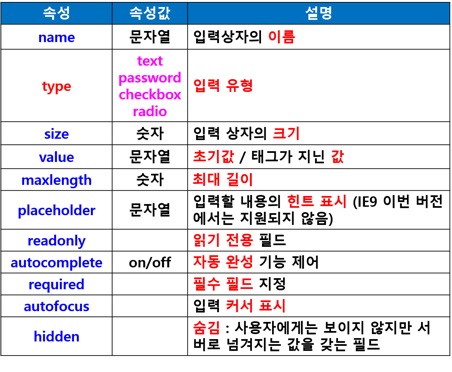 속성 속성값 설명
name 문자열 입력상자의 이름
type text password checkbox radio 입력 유형
size 숫자 입력 상자의 크기
value 문자열 초기값 / 태그가 지닌 값
maxlength 숫자 최대 길이
placeholder 문자열 입력할 내용의 힌트 표시 (IE9 이번 버전
에서는 지원되지 않음)
readonly 읽기 전용 필드
autocomplete on/off 자동 완성 기능 제어
required 필수 필드 지정
autofocus 입력 커서 표시
hidden 숨김 : 사용자에게는 보이지 않지만 서
버로 넘겨지는 값을 갖는 필드